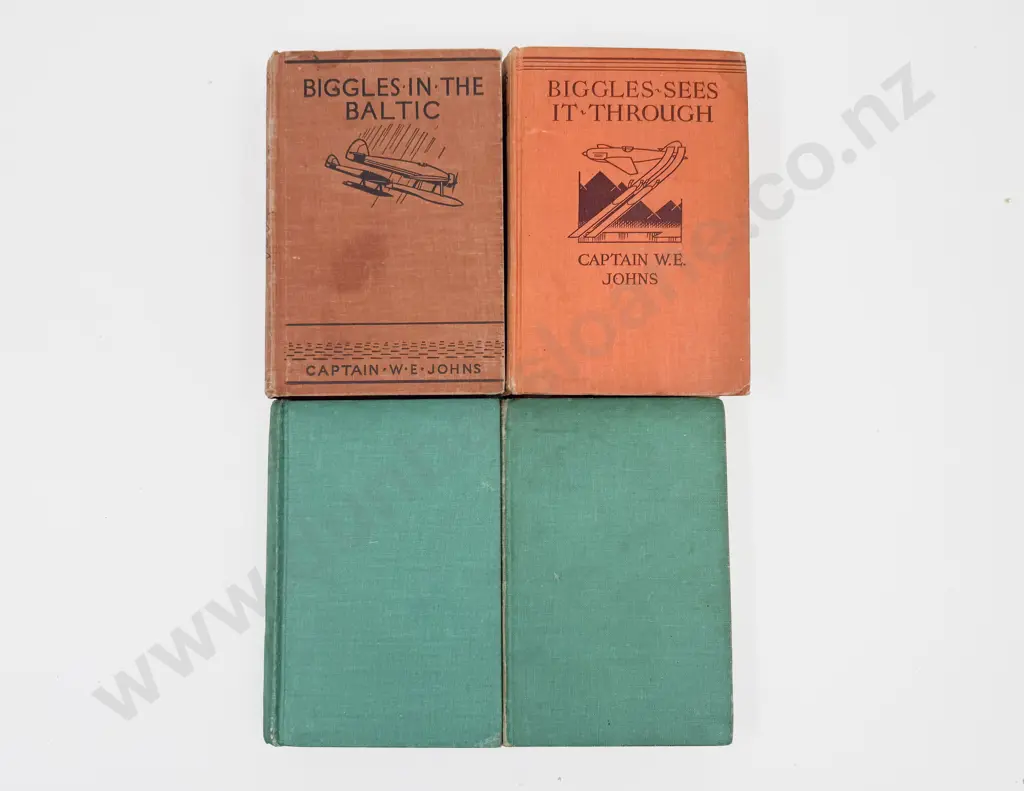 BIGGLES·IN·THE
BALTIC
CAPTAIN·W·E·JOHNS
BIGGLES·SEES
IT·THROUGH
CAPTAIN W.E.
JOHNS